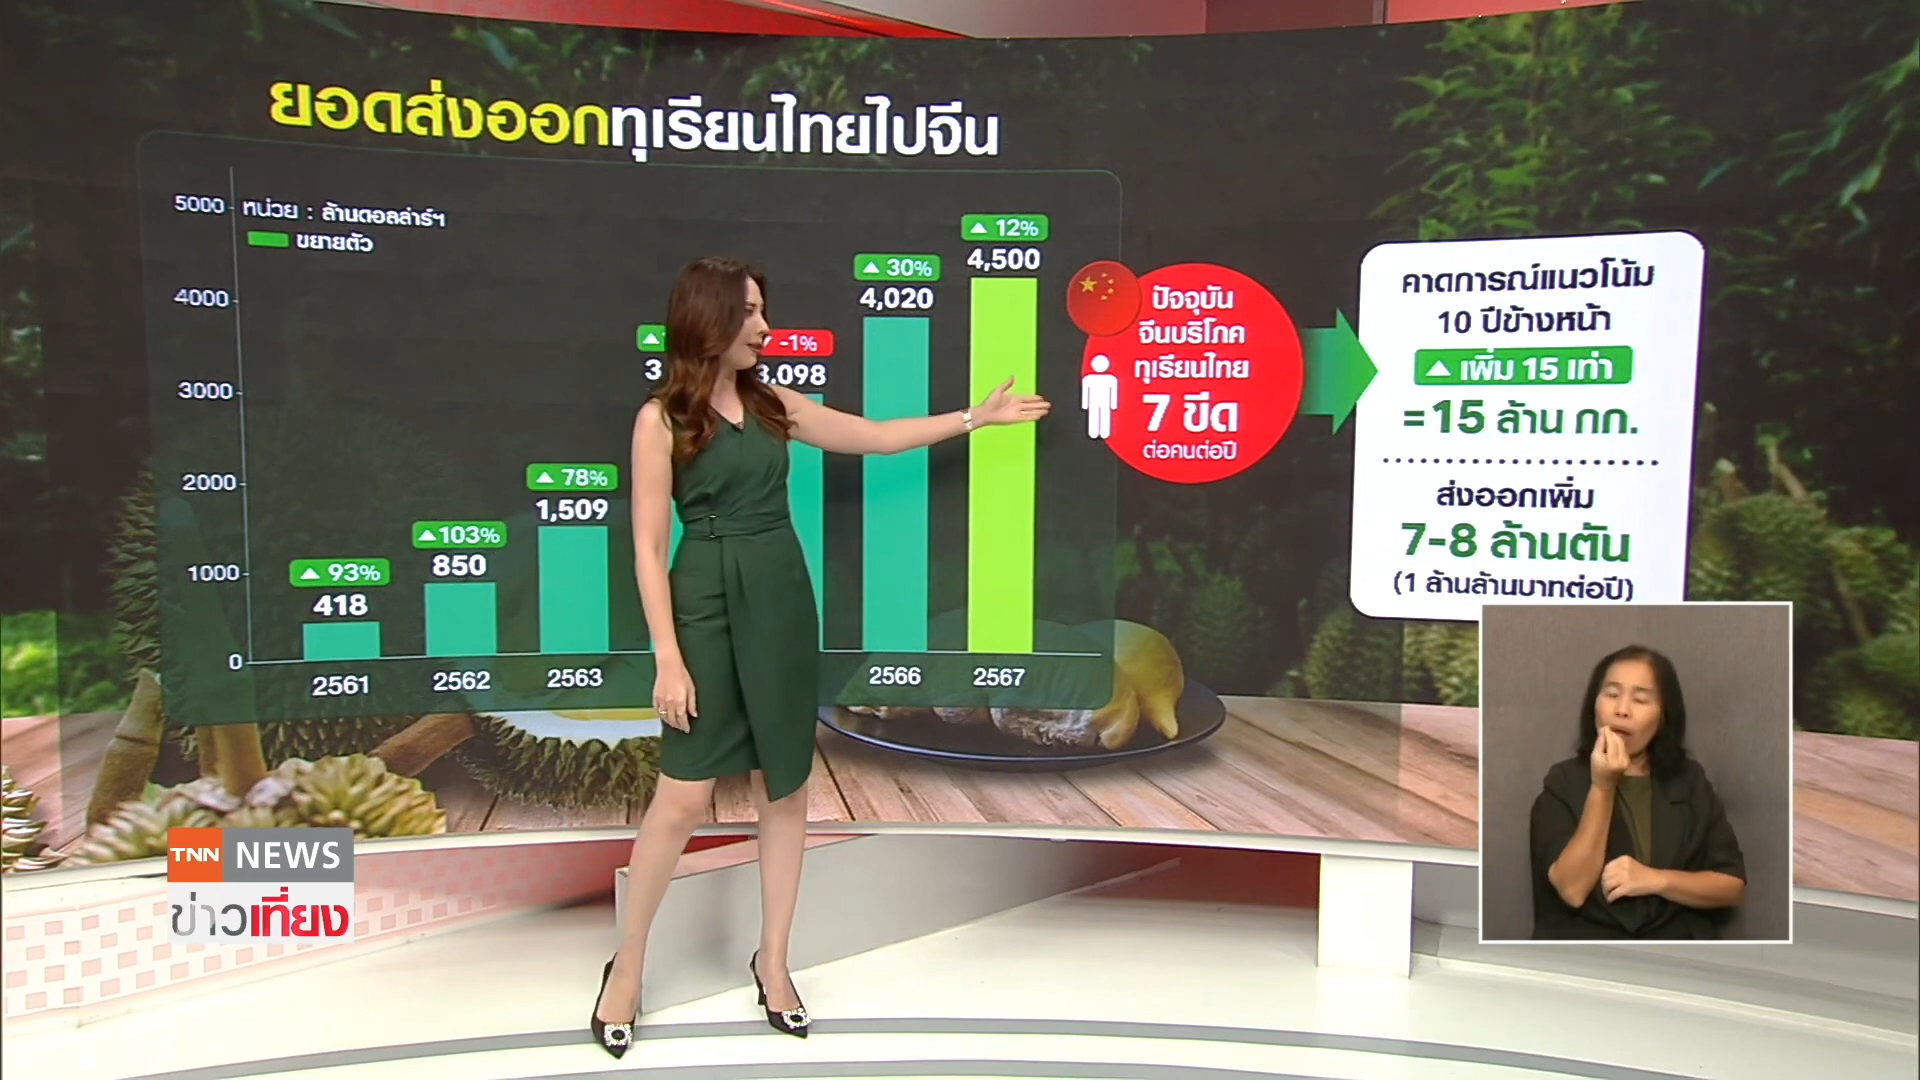 ยอดส่งออกทุเรียนไทยไปจีน
5000
หน่วย : ล้านดอลล่าร์ฯ
ขยายตัว
4000
3000
2000
1000
0
▲ 93%
418
2561
▲103%
850
2562
▲ 78%
1,509
2563
-1%
3,098
▲ 30%
4,020
2566
▲ 12%
4,500
2567
ปัจจุบัน
จีนบริโภค
ทุเรียนไทย
7 ขีด
ต่อคนต่อปี
คาดการณ์แนวโน้ม
10 ปีข้างหน้า
▲ เพิ่ม 15 เท่า
=15 ล้าน กก.
ส่งออกเพิ่ม
7-8 ล้านตัน
(1 ล้านล้านบาทต่อปี)
TNN NEWS
ข่าวเที่ยง